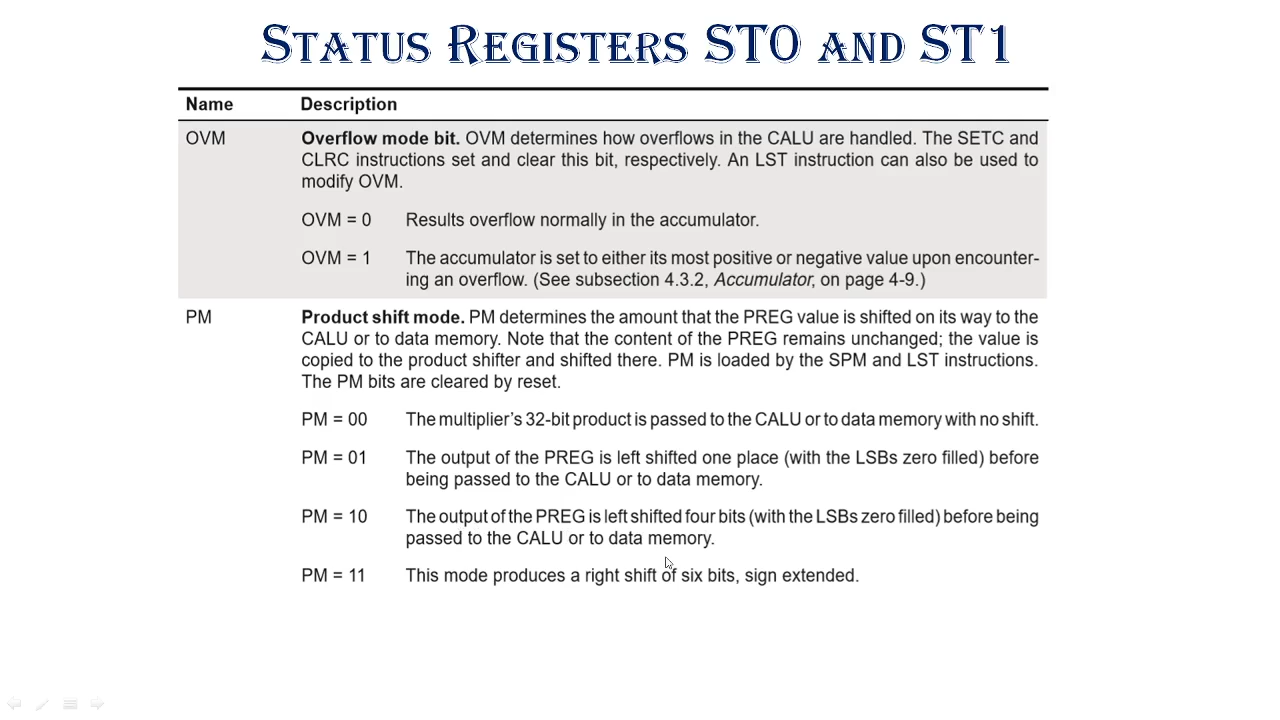 STATUS REGISTERS ST0 AND ST1
Name Description
OVM Overflow mode bit. OVM determines how overflows in the CALU are handled. The SETC and
CLRC instructions set and clear this bit, respectively. An LST instruction can also be used to
modify OVM.
OVM = 0 Results overflow normally in the accumulator.
OVM = 1 The accumulator is set to either its most positive or negative value upon encounter-
ing an overflow. (See subsection 4.3.2, Accumulator, on page 4-9.)
PM Product shift mode. PM determines the amount that the PREG value is shifted on its way to the
CALU or to data memory. Note that the content of the PREG remains unchanged; the value is
copied to the product shifter and shifted there. PM is loaded by the SPM and LST instructions.
The PM bits are cleared by reset.
PM = 00 The multiplier's 32-bit product is passed to the CALU or to data memory with no shift.
PM = 01 The output of the PREG is left shifted one place (with the LSBs zero filled) before
being passed to the CALU or to data memory.
PM = 10 The output of the PREG is left shifted four bits (with the LSBs zero filled) before being
passed to the CALU or to data memory.
PM = 11 This mode produces a right shift of six bits, sign extended.